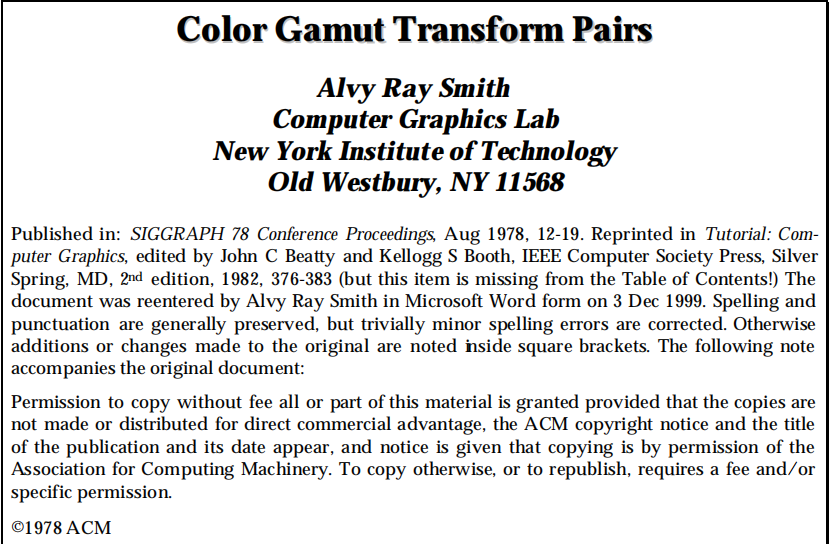 Color Gamut Transform Pairs
Alvy Ray Smith
Computer Graphics Lab
New York Institute of Technology
Old Westbury, NY 11568
Published in: SIGGRAPH 78 Conference Proceedings, Aug 1978, 12-19. Reprinted in Tutorial: Com-
puter Graphics, edited by John C Beatty and Kellogg S Booth, IEEE Computer Society Press, Silver
Spring, MD, 2nd edition, 1982, 376-383 (but this item is missing from the Table of Contents!) The
document was reentered by Alvy Ray Smith in Microsoft Word form on 3 Dec 1999. Spelling and
punctuation are generally preserved, but trivially minor spelling errors are corrected. Otherwise
additions or changes made to the original are noted inside square brackets. The following note
accompanies the original document:
Permission to copy without fee all or part of this material is granted provided that the copies are
not made or distributed for direct commercial advantage, the ACM copyright notice and the title
of the publication and its date appear, and notice is given that copying is by permission of the
Association for Computing Machinery. To copy otherwise, or to republish, requires a fee and/or
specific permission.
©1978 ACM